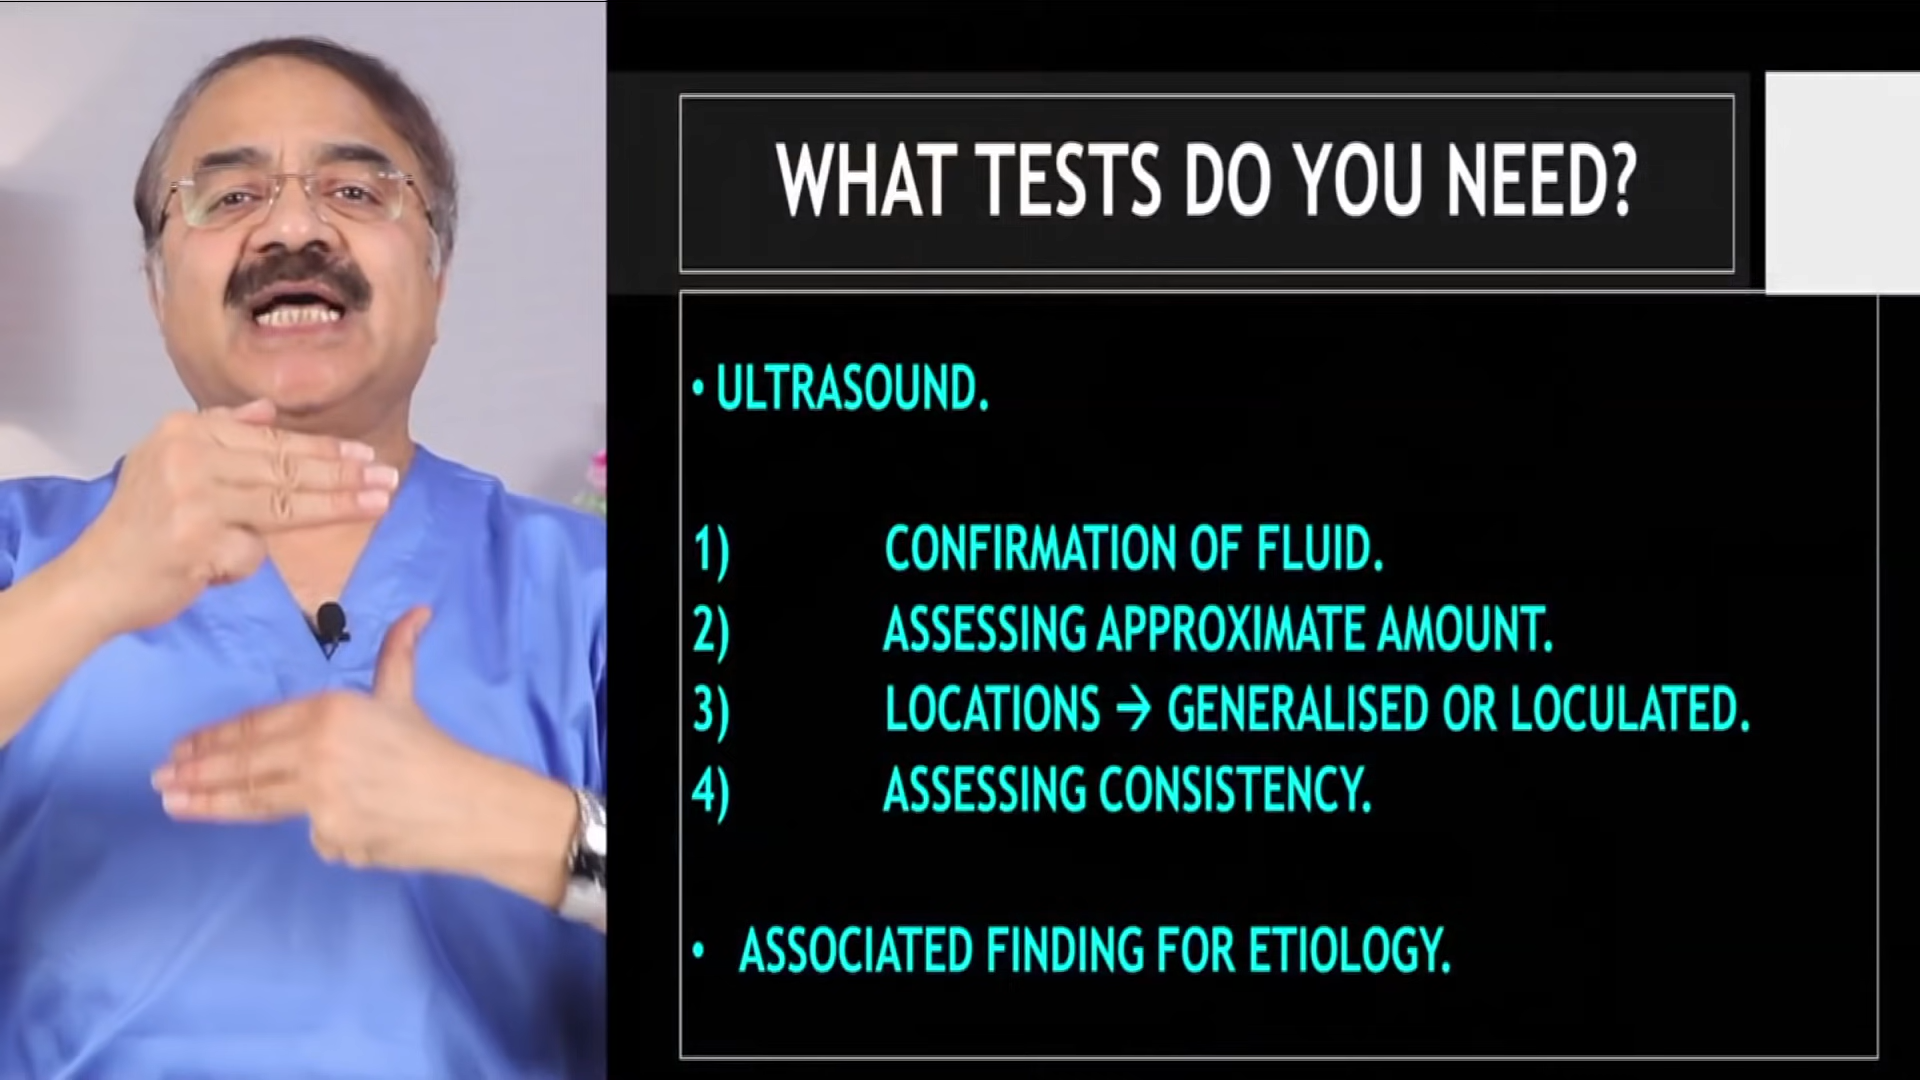 WHAT TESTS DO YOU NEED?
• ULTRASOUND.
1) CONFIRMATION OF FLUID.
2) ASSESSING APPROXIMATE AMOUNT.
3) LOCATIONS → GENERALISED OR LOCULATED.
4) ASSESSING CONSISTENCY.
• ASSOCIATED FINDING FOR ETIOLOGY.